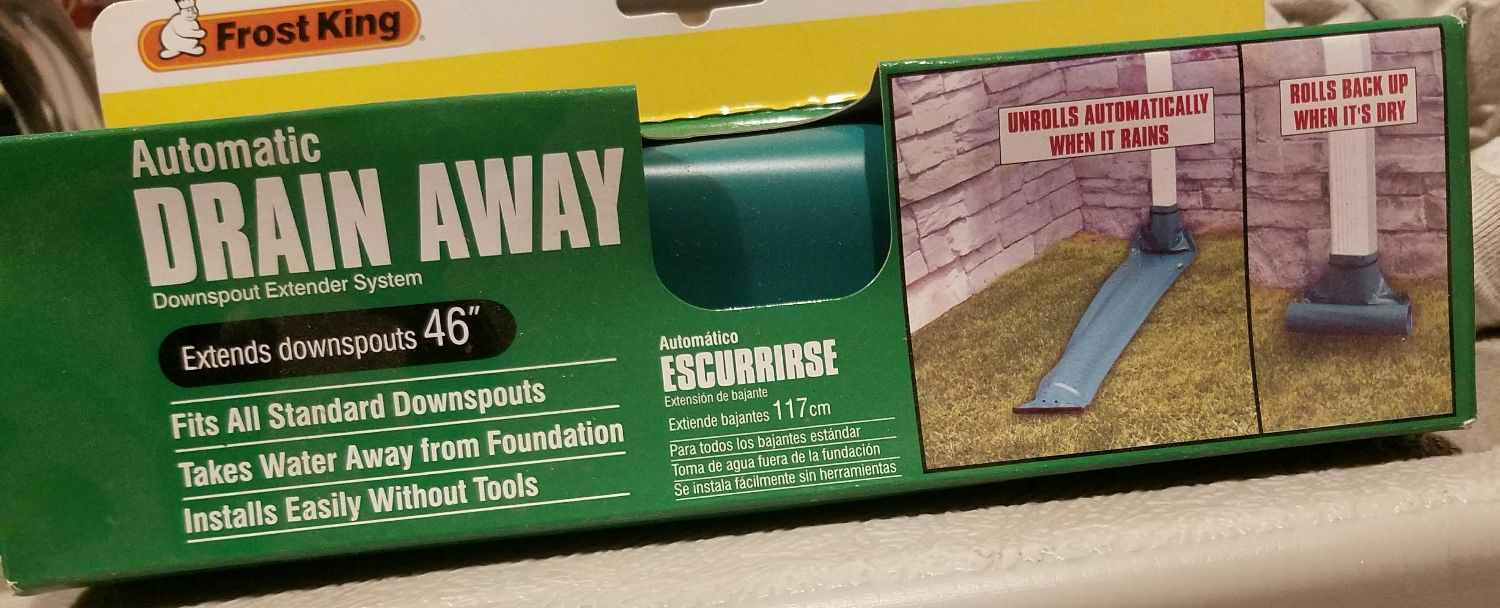 Frost King
Automatic
DRAIN AWAY
Downspout Extender System
Extends downspouts 46"
Fits All Standard Downspouts
Takes Water Away from Foundation
Installs Easily Without Tools
Automático
ESCURRIRSE
Extensión de bajante
Extiende bajantes 117cm
Para todos los bajantes estándar
Toma de agua fuera de la fundación
Se instala fácilmente sin herramientas
UNROLLS AUTOMATICALLY
WHEN IT RAINS
ROLLS BACK UP
WHEN IT'S DRY